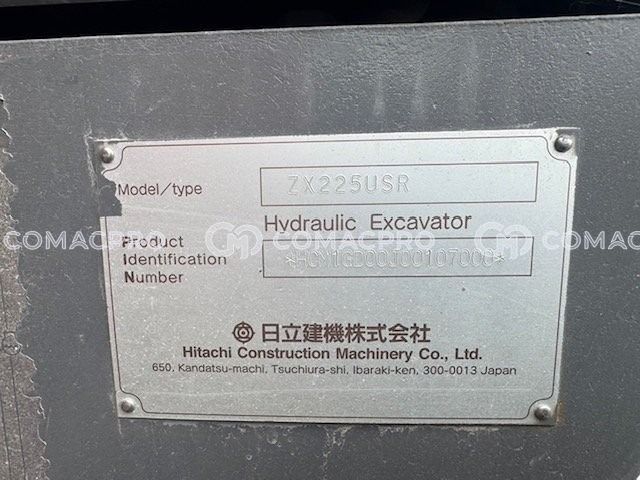 Model/type ZX225USR
Hydraulic Excavator
Product
Identification
Number
COMACPRO COMACPRO COMACPRO
日立建機株式会社
Hitachi Construction Machinery Co., Ltd.
650, Kandatsu-machi, Tsuchiura-shi, Ibaraki-ken, 300-0013 Japan